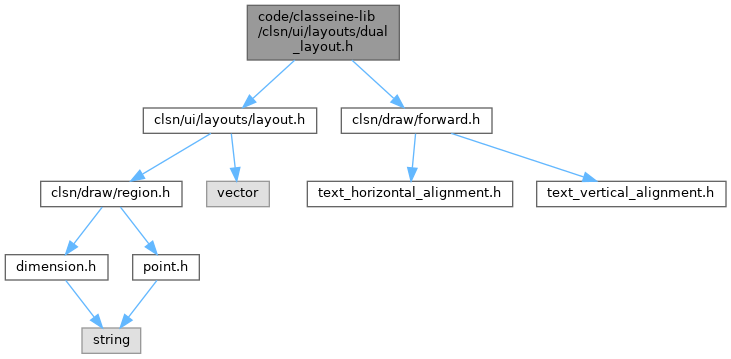 code/classeine-lib
/clsn/ui/layouts/dual
_layout.h
clsn/ui/layouts/layout.h
clsn/draw/forward.h
clsn/draw/region.h
vector
text_horizontal_alignment.h
text_vertical_alignment.h
dimension.h
point.h
string